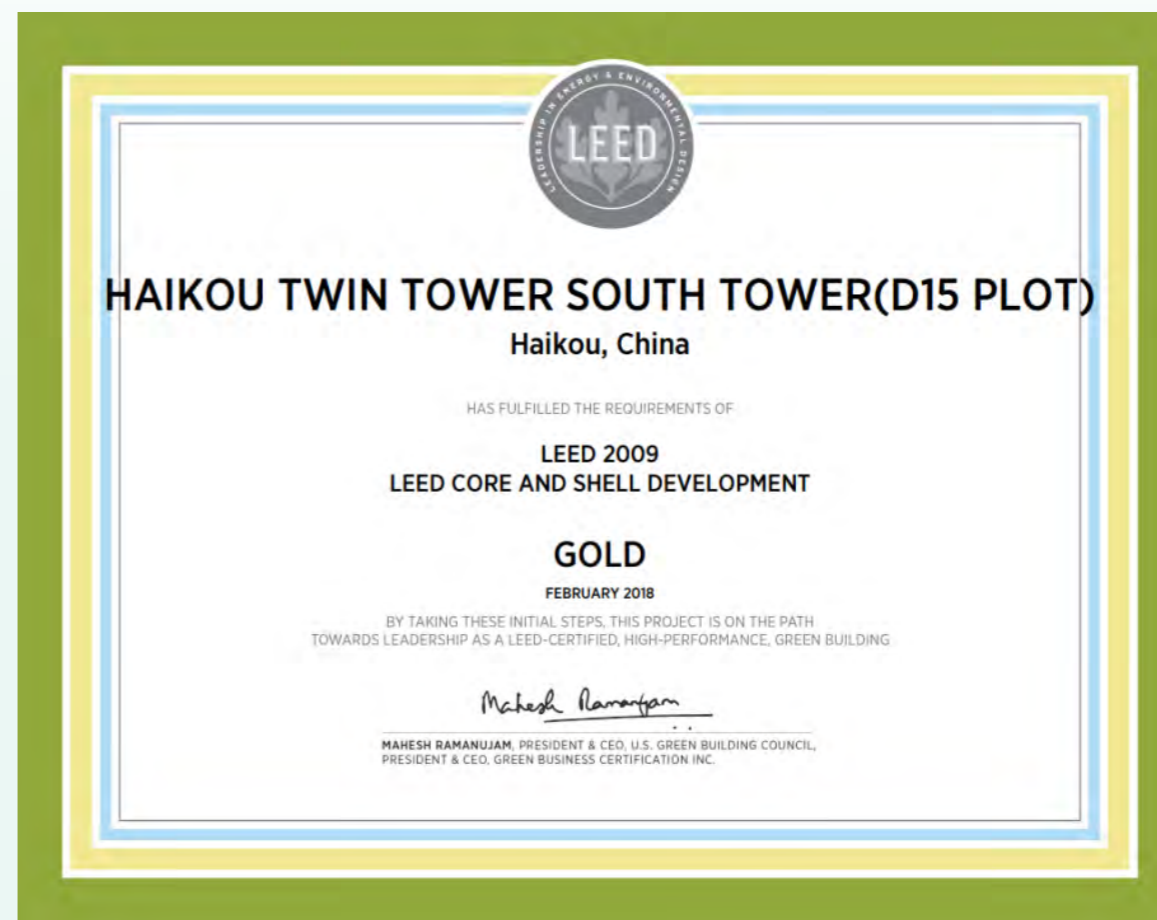 LEADERSHIP IN ENERGY & ENVIRONMENTAL DESIGN
LEED
HAIKOU TWIN TOWER SOUTH TOWER(D15 PLOT)
Haikou, China
HAS FULFILLED THE REQUIREMENTS OF
LEED 2009
LEED CORE AND SHELL DEVELOPMENT
GOLD
FEBRUARY 2018
BY TAKING THESE INITIAL STEPS, THIS PROJECT IS ON THE PATH
TOWARDS LEADERSHIP AS A LEED-CERTIFIED, HIGH-PERFORMANCE, GREEN BUILDING
Mahesh Ramanujam
MAHESH RAMANUJAM, PRESIDENT & CEO, U.S. GREEN BUILDING COUNCIL,
PRESIDENT & CEO, GREEN BUSINESS CERTIFICATION INC.